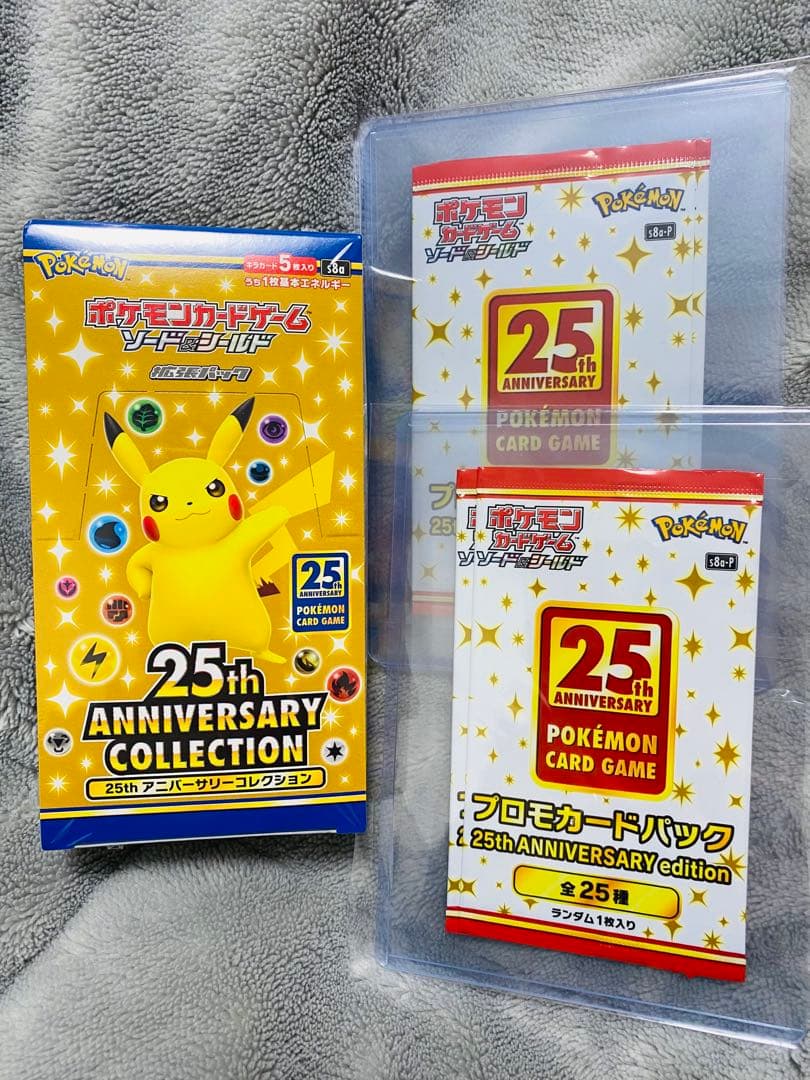 Pokémon
キラカード5枚入り s8a
うち1枚基本エネルギー
ポケモンカードゲーム
ソード&シールド
拡張パック
25th
ANNIVERSARY
POKÉMON
CARD GAME
25th
ANNIVERSARY
COLLECTION
25th アニバーサリーコレクション
ポケモン
カードゲーム
ソード&シールド
Pokémon
s8a-P
25th
ANNIVERSARY
POKÉMON
CARD GAME
プ
25th
ポケモン
カードゲーム
ソード&シールド
Pokémon
s8a-P
25th
ANNIVERSARY
POKÉMON
CARD GAME
プロモカードパック
25th ANNIVERSARY edition
全25種
ランダム1枚入り